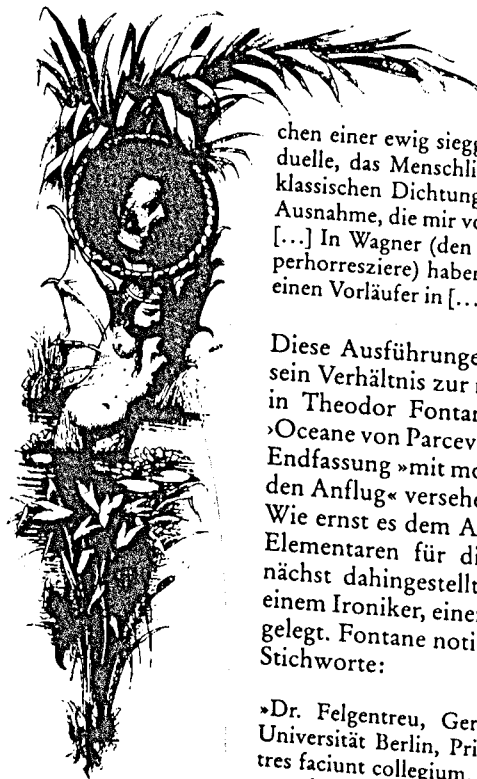 chen einer ewig siegg
duelle, das Menschli
klassischen Dichtung
Ausnahme, die mir vo
[...] In Wagner (den
perhorresziere) haber
einen Vorläufer in [...

Diese Ausführunge
sein Verhältnis zur
in Theodor Fontar
›Oceane von Parcev
Endfassung »mit mo
den Anflug« versehe
Wie ernst es dem A
Elementaren für di
nächst dahingestellt
einem Ironiker, eine
gelegt. Fontane noti
Stichworte:

»Dr. Felgentreu, Ger
Universität Berlin, Pri
tres faciunt collegium.